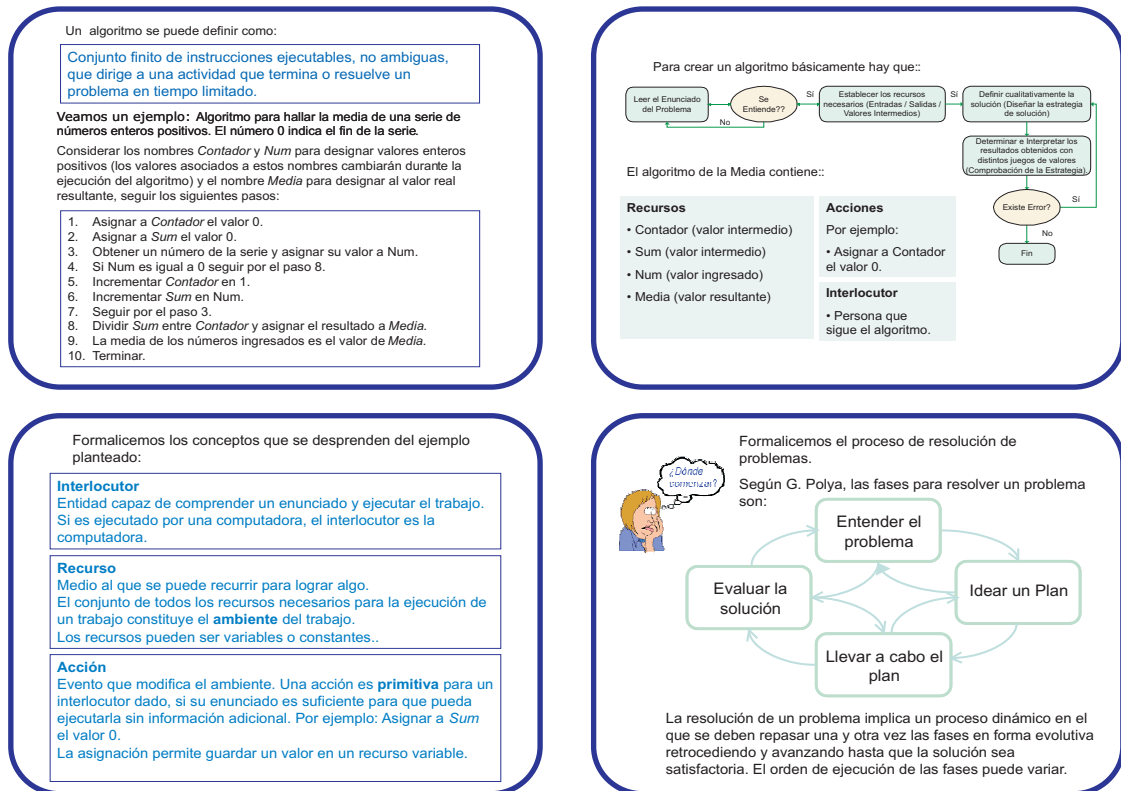 Un algoritmo se puede definir como:
Conjunto finito de instrucciones ejecutables, no ambiguas,
que dirige a una actividad que termina o resuelve un
problema en tiempo limitado.
Veamos un ejemplo: Algoritmo para hallar la media de una serie de
números enteros positivos. El número 0 indica el fin de la serie.
Considerar los nombres Contador y Num para designar valores enteros
positivos (los valores asociados a estos nombres cambiarán durante la
ejecución del algoritmo) y el nombre Media para designar al valor real
resultante, seguir los siguientes pasos:
1. Asignar a Contador el valor 0.
2. Asignar a Sum el valor 0.
3. Obtener un número de la serie y asignar su valor a Num.
4. Si Num es igual a 0 seguir por el paso 8.
5. Incrementar Contador en 1.
6. Incrementar Sum en Num.
7. Seguir por el paso 3.
8. Dividir Sum entre Contador y asignar el resultado a Media.
9. La media de los números ingresados es el valor de Media.
10. Terminar.
Para crear un algoritmo básicamente hay que::
Leer el Enunciado
del Problema
Se
Entiende??
Sí
No
Establecer los recursos
necesarios (Entradas / Salidas /
Valores Intermedios)
Sí
Definir cualitativamente la
solución (Diseñar la estrategia
de solución)
Determinar e Interpretar los
resultados obtenidos con
distintos juegos de valores
(Comprobación de la Estrategia).
Existe Error?
Sí
No
Fin
El algoritmo de la Media contiene::
Recursos
• Contador (valor intermedio)
• Sum (valor intermedio)
• Num (valor ingresado)
• Media (valor resultante)
Acciones
Por ejemplo:
• Asignar a Contador
el valor 0.
Interlocutor
• Persona que
sigue el algoritmo.
Formalicemos los conceptos que se desprenden del ejemplo
planteado:
Interlocutor
Entidad capaz de comprender un enunciado y ejecutar el trabajo.
Si es ejecutado por una computadora, el interlocutor es la
computadora.
Recurso
Medio al que se puede recurrir para lograr algo.
El conjunto de todos los recursos necesarios para la ejecución de
un trabajo constituye el ambiente del trabajo.
Los recursos pueden ser variables o constantes..
Acción
Evento que modifica el ambiente. Una acción es primitiva para un
interlocutor dado, si su enunciado es suficiente para que pueda
ejecutarla sin información adicional. Por ejemplo: Asignar a Sum
el valor 0.
La asignación permite guardar un valor en un recurso variable.
Formalicemos el proceso de resolución de
problemas.
¿Dónde
comenzar?
Según G. Polya, las fases para resolver un problema
son:
Entender el
problema
Idear un Plan
Evaluar la
solución
Llevar a cabo el
plan
La resolución de un problema implica un proceso dinámico en el
que se deben repasar una y otra vez las fases en forma evolutiva
retrocediendo y avanzando hasta que la solución sea
satisfactoria. El orden de ejecución de las fases puede variar.